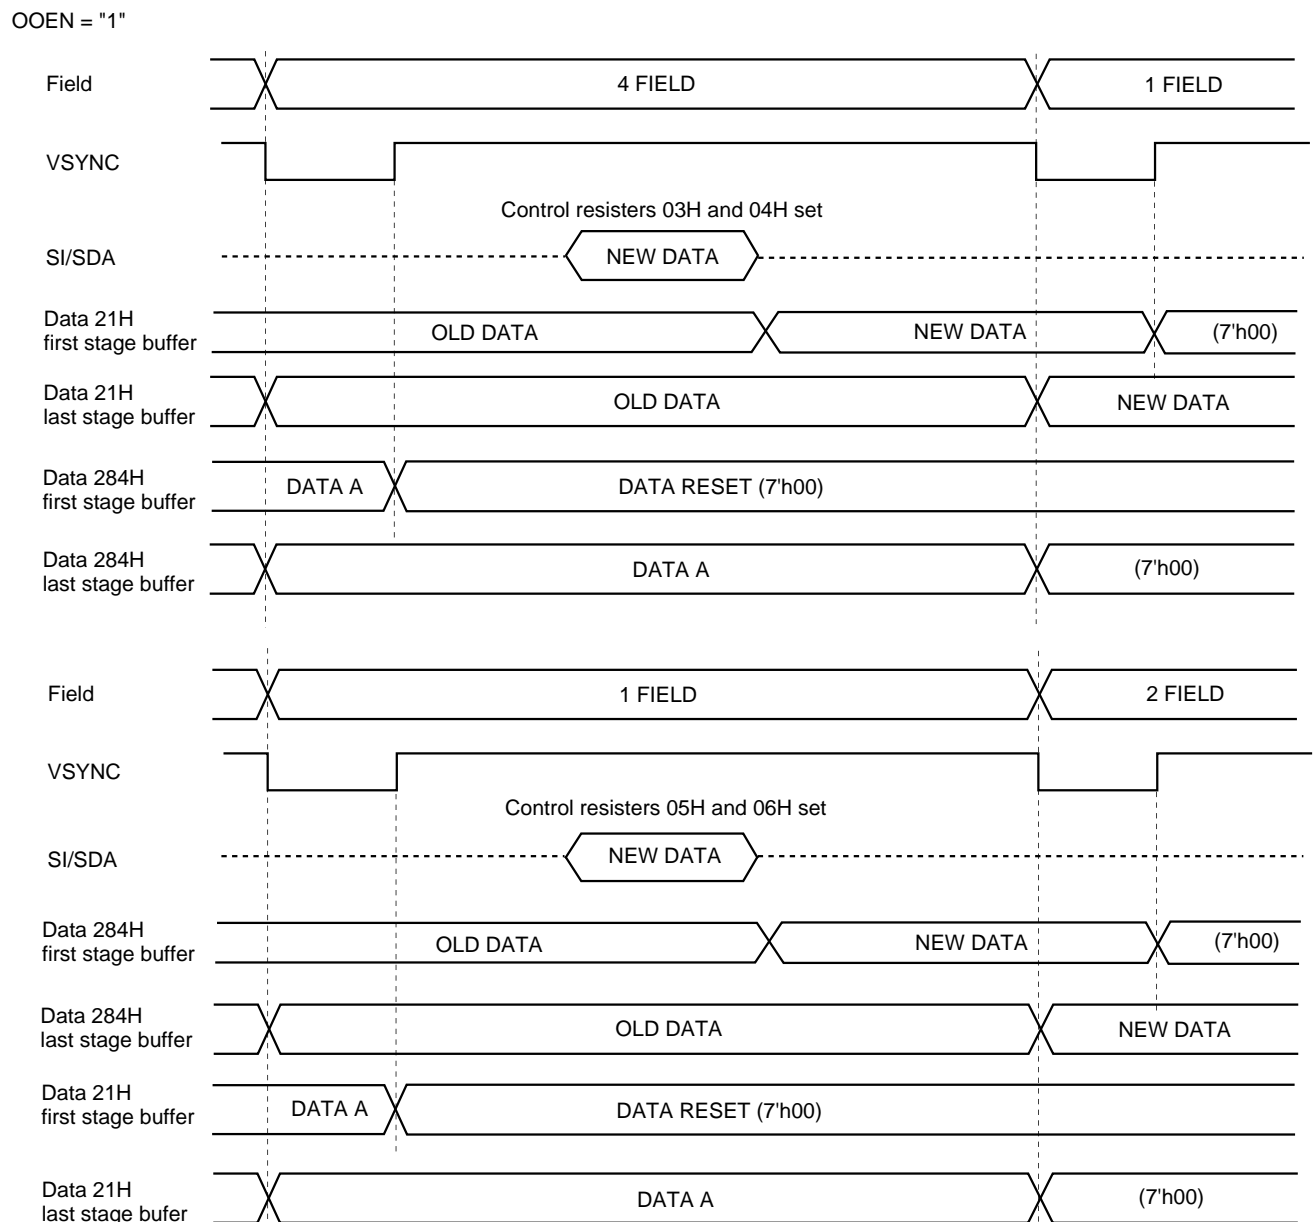 OOEN = "1"
Field
4 FIELD
1 FIELD
VSYNC
Control resisters 03H and 04H set
SI/SDA
NEW DATA
Data 21H
first stage buffer
OLD DATA
NEW DATA
(7'h00)
Data 21H
last stage buffer
OLD DATA
NEW DATA
Data 284H
first stage buffer
DATA A
DATA RESET (7'h00)
Data 284H
last stage buffer
DATA A
(7'h00)
Field
1 FIELD
2 FIELD
VSYNC
Control resisters 05H and 06H set
SI/SDA
NEW DATA
Data 284H
first stage buffer
OLD DATA
NEW DATA
(7'h00)
Data 284H
last stage buffer
OLD DATA
NEW DATA
Data 21H
first stage buffer
DATA A
DATA RESET (7'h00)
Data 21H
last stage bufer
DATA A
(7'h00)